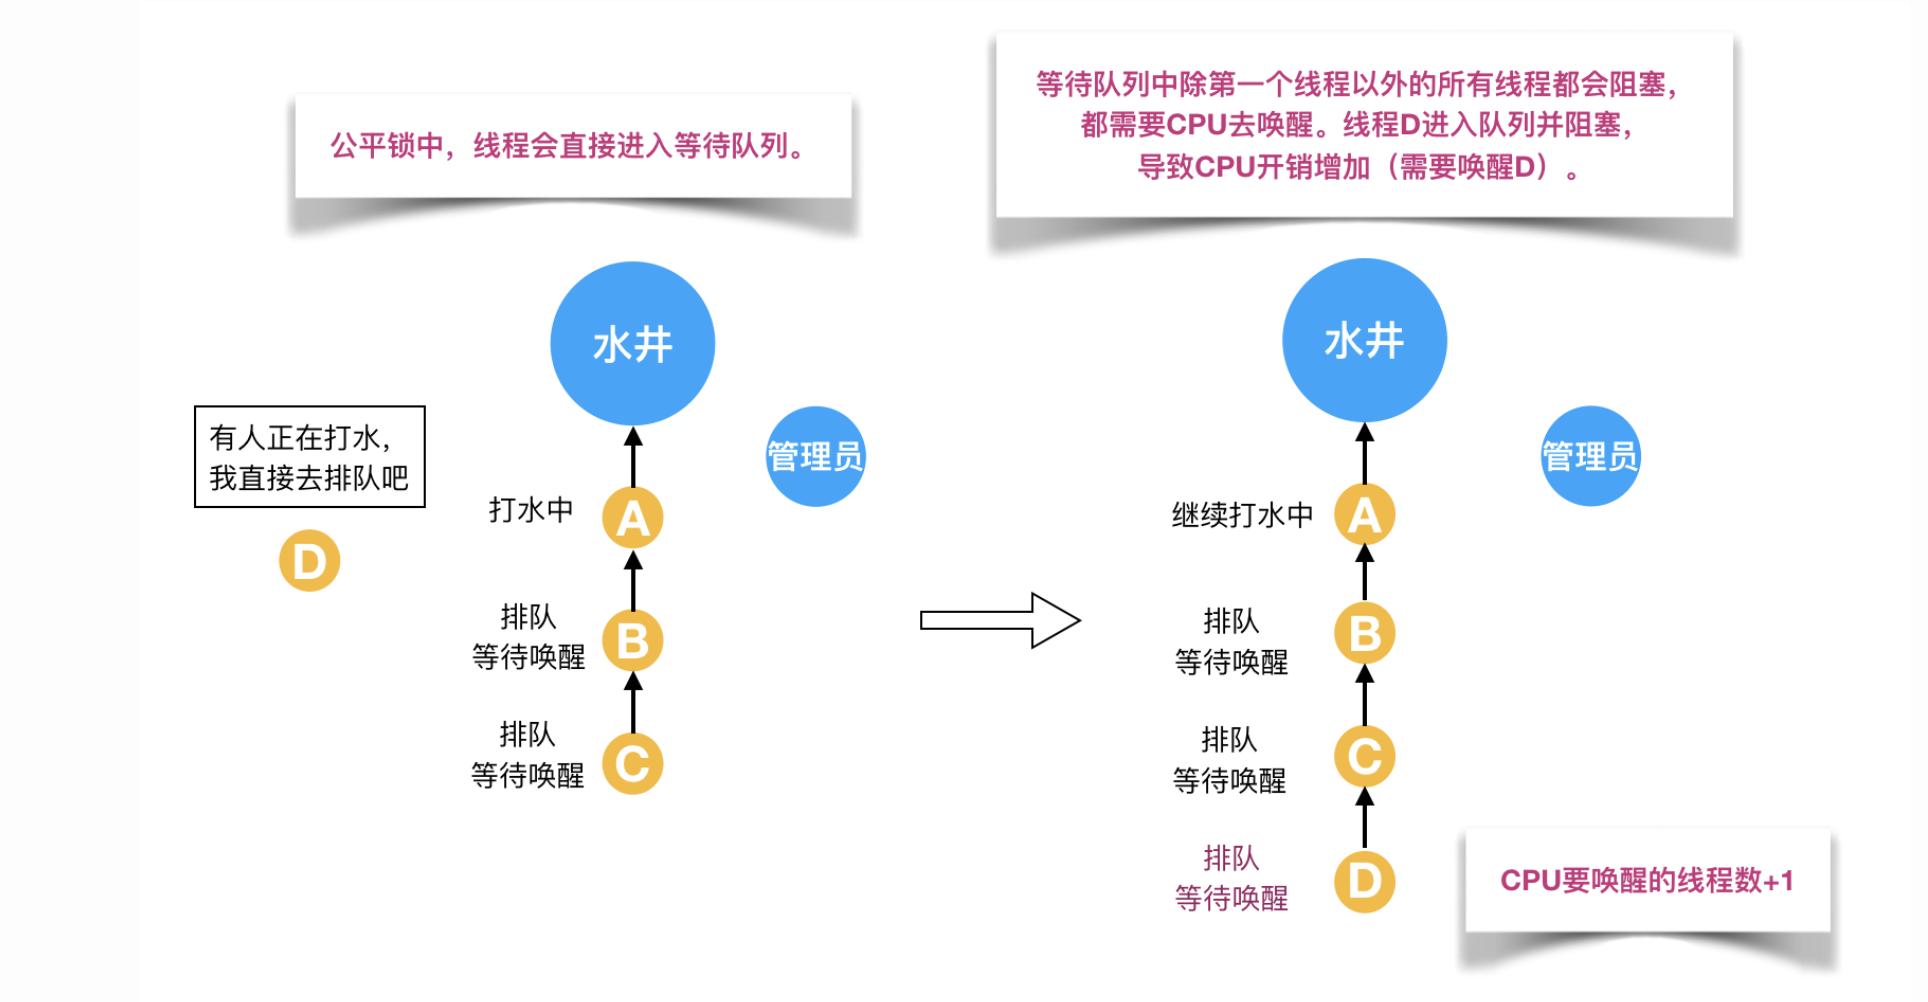 公平锁中，线程会直接进入等待队列。
等待队列中除第一个线程以外的所有线程都会阻塞，
都需要CPU去唤醒。线程D进入队列并阻塞，
导致CPU开销增加（需要唤醒D）。
水井
有人正在打水，
我直接去排队吧
D
管理员
打水中
A
排队
等待唤醒
B
排队
等待唤醒
C
水井
管理员
继续打水中
A
排队
等待唤醒
B
排队
等待唤醒
C
排队
等待唤醒
D
CPU要唤醒的线程数+1